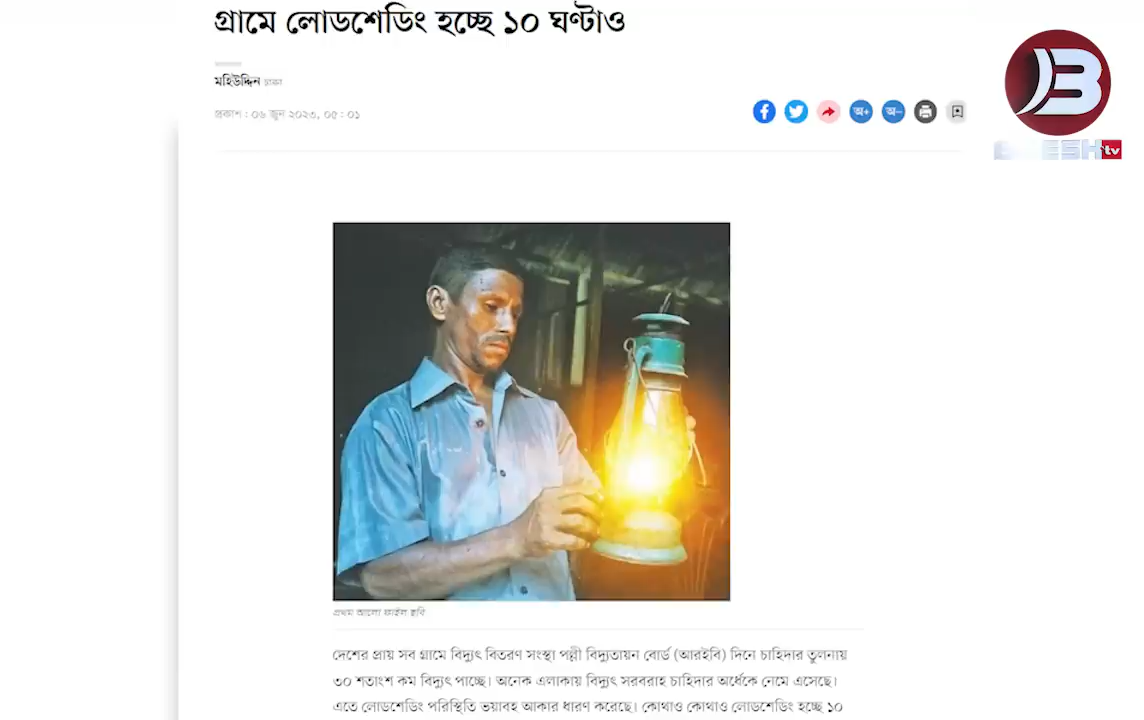 গ্রামে লোডশেডিং হচ্ছে ১০ ঘণ্টাও
মহিউদ্দিন ঢাকা
প্রকাশ : ০৬ জুন ২০২৩, ০৫ : ০১
অ+ অ-
tv
প্রথম আলো ফাইল ছবি
দেশের প্রায় সব গ্রামে বিদ্যুৎ বিতরণ সংস্থা পল্লী বিদ্যুতায়ন বোর্ড (আরইবি) দিনে চাহিদার তুলনায়
৩০ শতাংশ কম বিদ্যুৎ পাচ্ছে। অনেক এলাকায় বিদ্যুৎ সরবরাহ চাহিদার অর্ধেকে নেমে এসেছে।
এতে লোডশেডিং পরিস্থিতি ভয়াবহ আকার ধারণ করেছে। কোথাও কোথাও লোডশেডিং হচ্ছে ১০